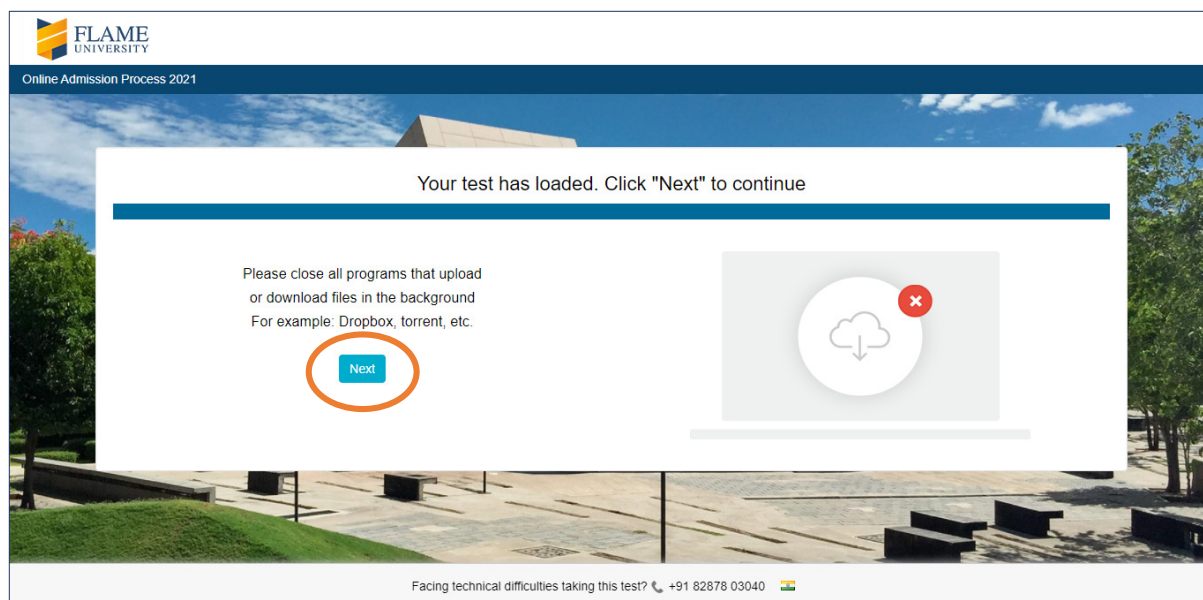 FLAME
UNIVERSITY
Online Admission Process 2021
Your test has loaded. Click "Next" to continue
Please close all programs that upload
or download files in the background
For example: Dropbox, torrent, etc.
Next
Facing technical difficulties taking this test? +91 82878 03040